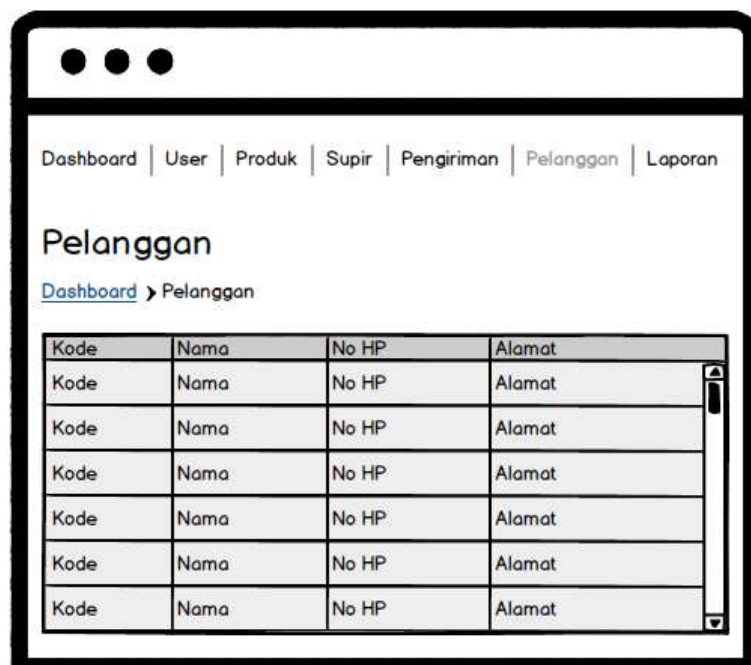 Dashboard | User | Produk | Supir | Pengiriman | Pelanggan | Laporan
Pelanggan
Dashboard > Pelanggan
Kode Nama No HP Alamat
Kode Nama No HP Alamat
Kode Nama No HP Alamat
Kode Nama No HP Alamat
Kode Nama No HP Alamat
Kode Nama No HP Alamat
Kode Nama No HP Alamat